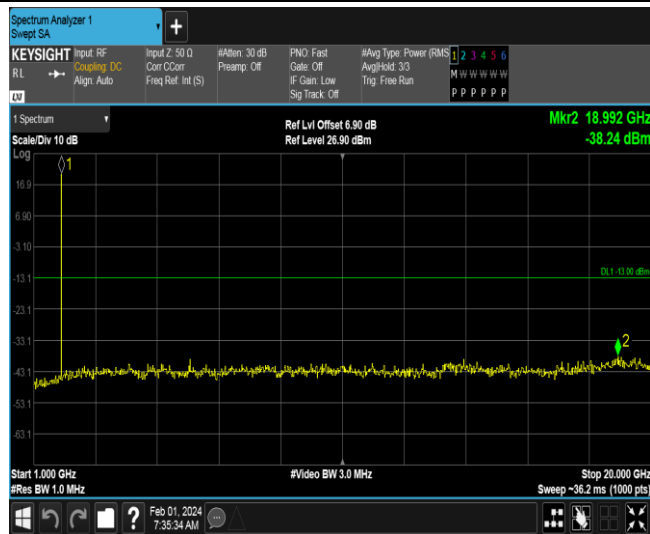 Spectrum Analyzer 1
Swept SA
KEYSIGHT
RL
Input: RF
Coupling: DC
Align: Auto
Input Z: 50 Ω
Corr CCorr
Freq Ref: Int (S)
#Atten: 30 dB
Preamp: Off
PNO: Fast
Gate: Off
IF Gain: Low
Sig Track: Off
#Avg Type: Power (RMS
Avg|Hold: 3/3
Trig: Free Run
1 2 3 4 5 6
M W W W W W
P P P P P P
1 Spectrum
Scale/Div 10 dB
Ref Lvl Offset 6.90 dB
Ref Level 26.90 dBm
Mkr2 18.992 GHz
-38.24 dBm
Log
1
16.9
6.90
-3.10
-13.1
DL1 -13.00 dBm
-23.1
-33.1
2
-43.1
-53.1
-63.1
Start 1.000 GHz
#Res BW 1.0 MHz
#Video BW 3.0 MHz
Stop 20.000 GHz
Sweep ~36.2 ms (1000 pts)
?
Feb 01, 2024
7:35:34 AM